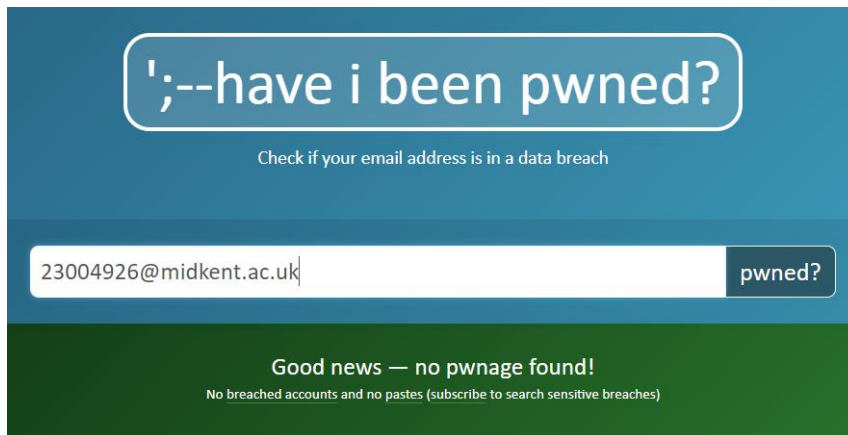 ';--have i been pwned?
Check if your email address is in a data breach
23004926@midkent.ac.uk
pwned?
Good news — no pwnage found!
No breached accounts and no pastes (subscribe to search sensitive breaches)